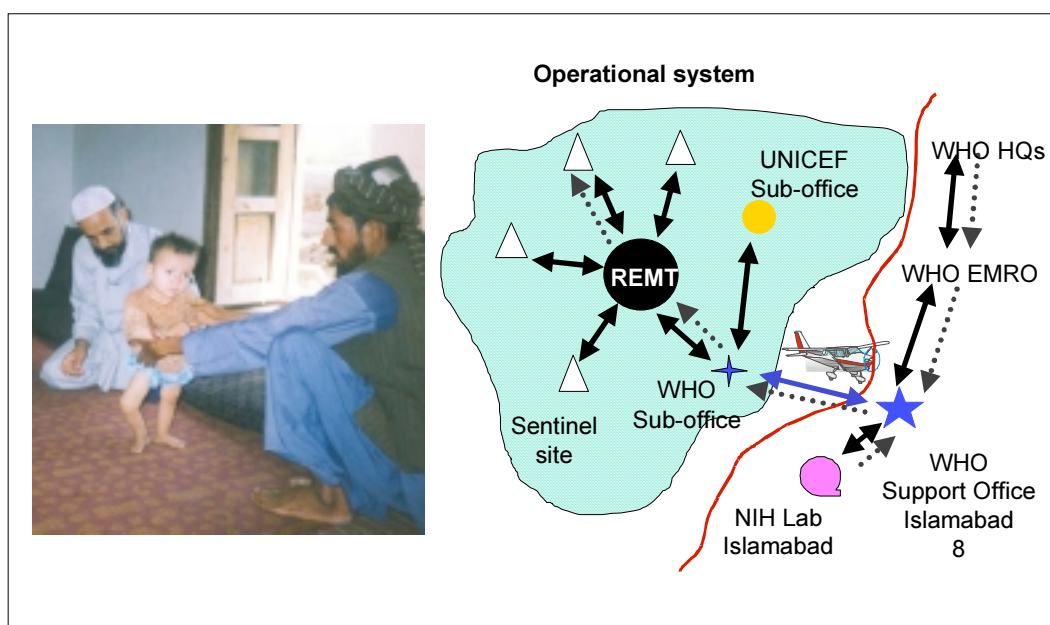 Operational system
UNICEF
Sub-office
WHO HQs
REMT
WHO EMRO
WHO
Sub-office
Sentinel
site
NIH Lab
Islamabad
WHO
Support Office
Islamabad
8